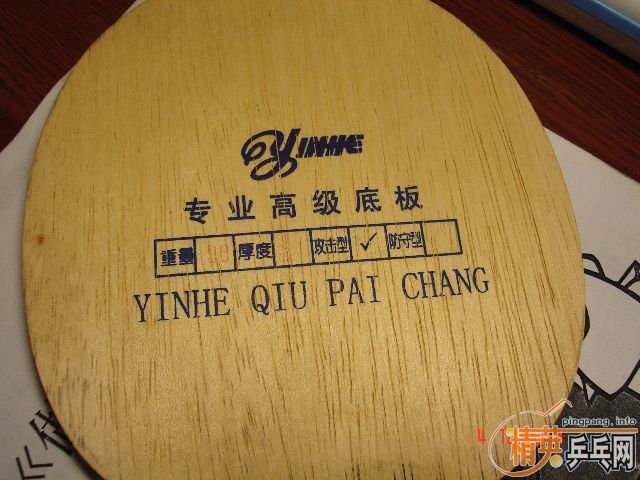 YINHE
专业高级底板
重量 90 厚度 攻击型 ✓ 防守型
YINHE QIU PAI CHANG
pingpang.info
精英乒乓网